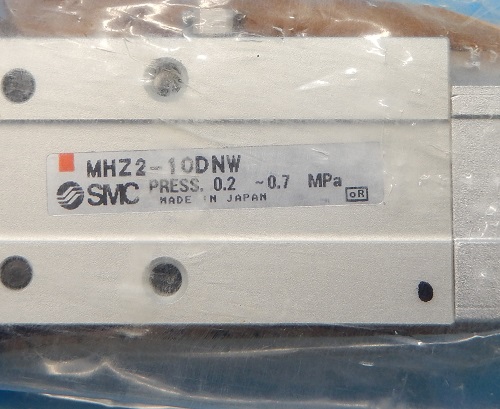 MHZ2-10DNW
SMC PRESS. 0.2 ~0.7 MPa
MADE IN JAPAN
oR